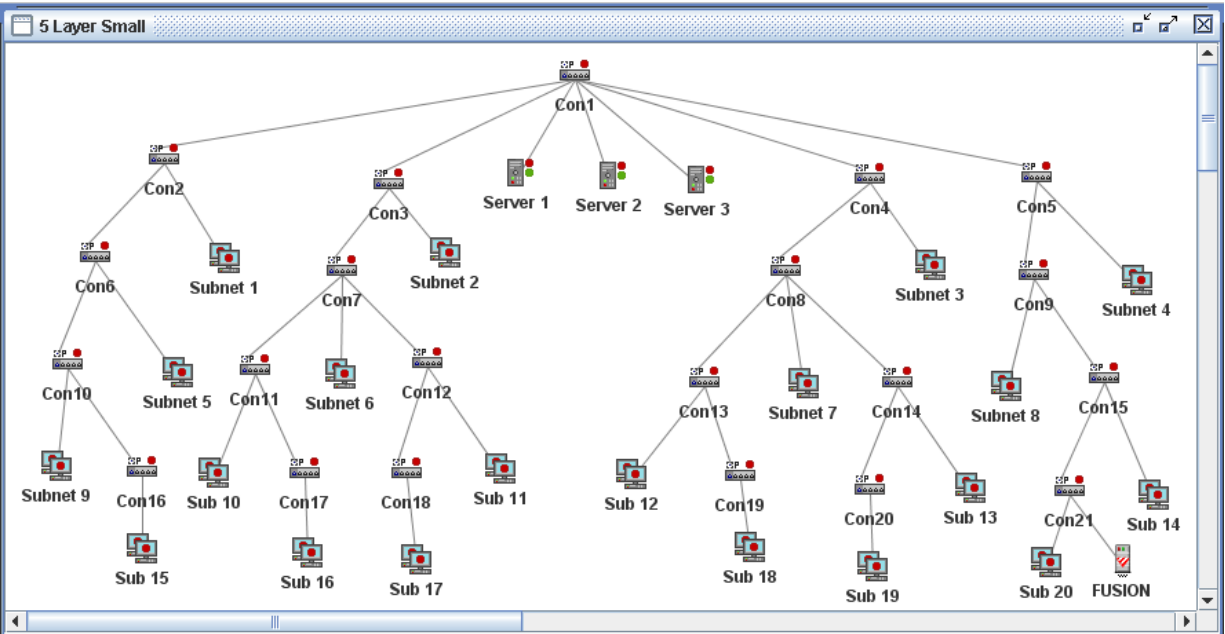 5 Layer Small
Con1
Con2
Con3
Server 1
Server 2
Server 3
Con4
Con5
Con6
Subnet 1
Con7
Subnet 2
Con8
Subnet 3
Con9
Subnet 4
Con10
Subnet 5
Con11
Subnet 6
Con12
Con13
Subnet 7
Con14
Subnet 8
Con15
Subnet 9
Con16
Sub 10
Con17
Con18
Sub 11
Sub 12
Con19
Con20
Sub 13
Con21
Sub 14
Sub 15
Sub 16
Sub 17
Sub 18
Sub 19
Sub 20
FUSION